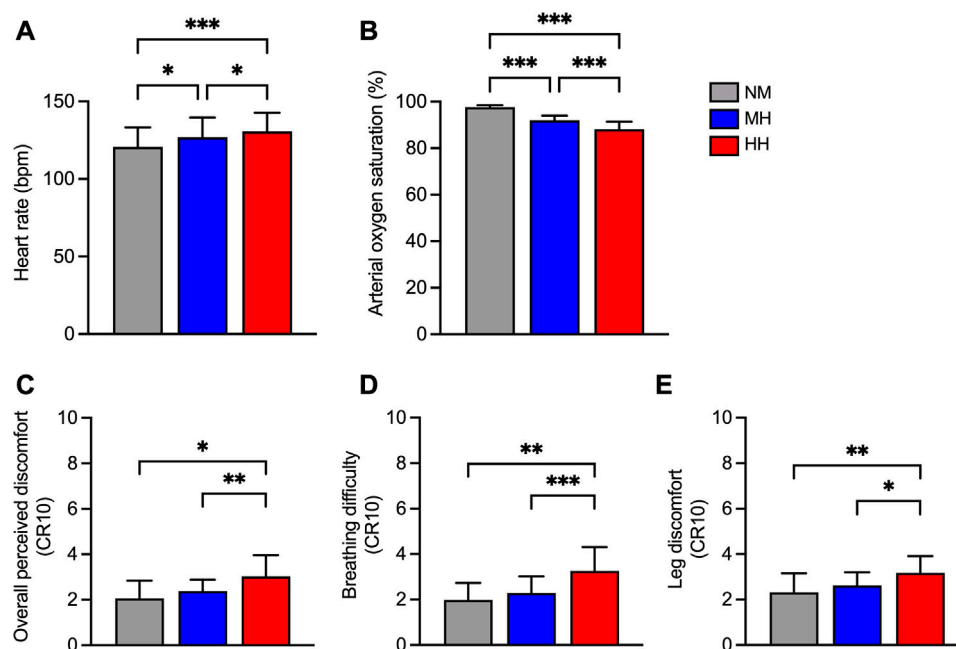 A
***
*
*
Heart rate (bpm)
150
100
50
0
B
***
***
***
Arterial oxygen saturation (%)
100
80
60
40
20
0
NM
MH
HH
C
*
**
Overall perceived discomfort
(CR10)
10
8
6
4
2
0
D
**
***
Breathing difficulty
(CR10)
10
8
6
4
2
0
E
**
*
Leg discomfort
(CR10)
10
8
6
4
2
0